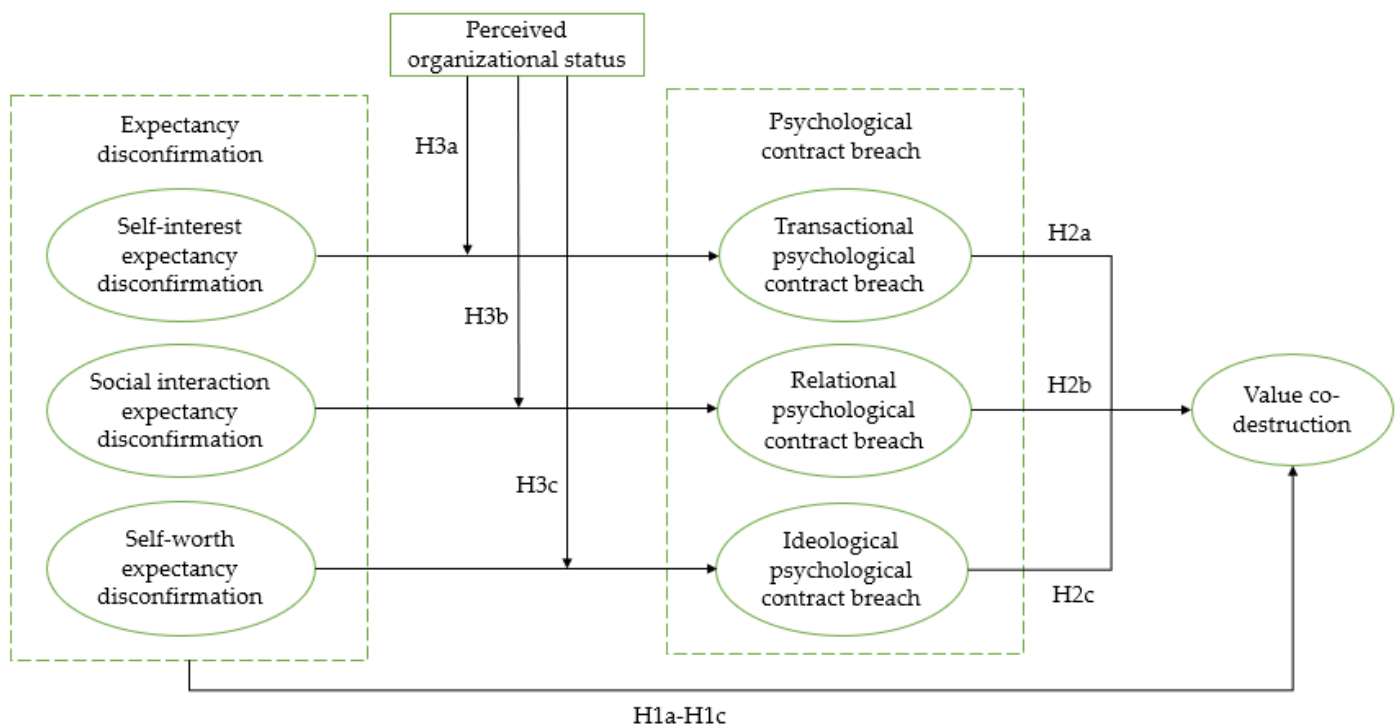 Perceived
organizational status
Expectancy
disconfirmation
Psychological
contract breach
H3a
Self-interest
expectancy
disconfirmation
Transactional
psychological
contract breach
H2a
H3b
Social interaction
expectancy
disconfirmation
Relational
psychological
contract breach
H2b
Value co-
destruction
H3c
Self-worth
expectancy
disconfirmation
Ideological
psychological
contract breach
H2c
H1a-H1c